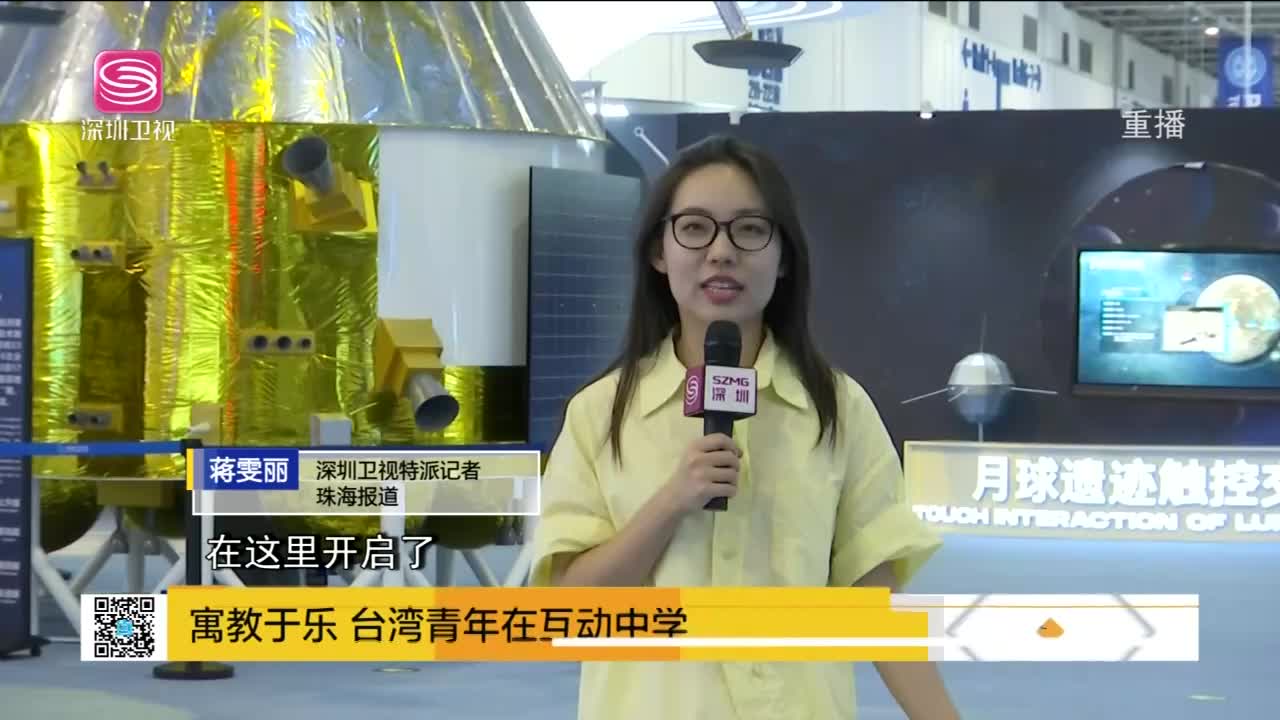 深圳卫视
重播
SZMG
深圳
蒋雯丽
深圳卫视特派记者
珠海报道
月球遗迹触控交
TOUCH INTERACTION OF LU
在这里开启了
寓教于乐 台湾青年在互动中学